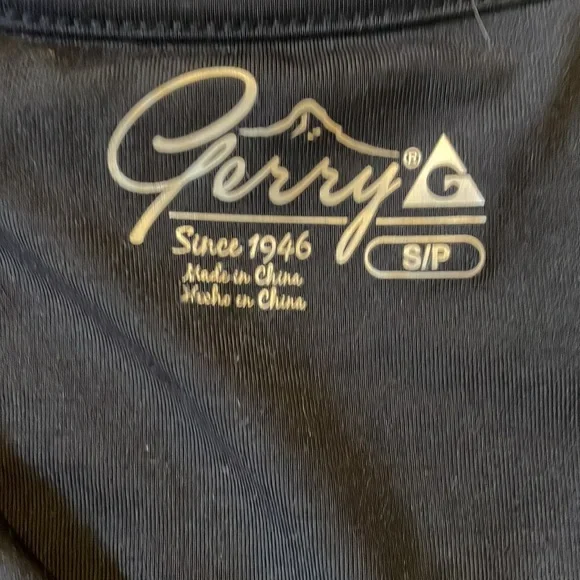 Gerry® G
Since 1946 S/P
Made in China
Hecho en China